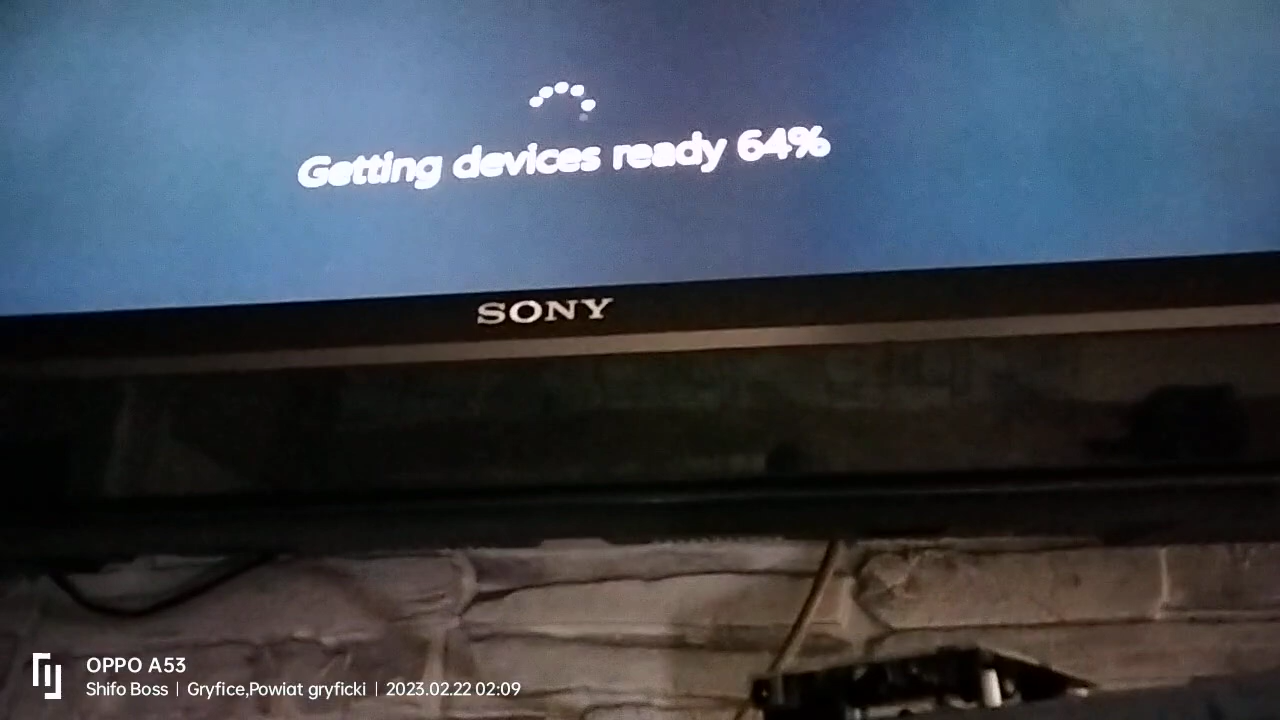 Getting devices ready 64%
SONY
OPPO A53
Shifo Boss | Gryfice,Powiat gryficki | 2023.02.22 02:09